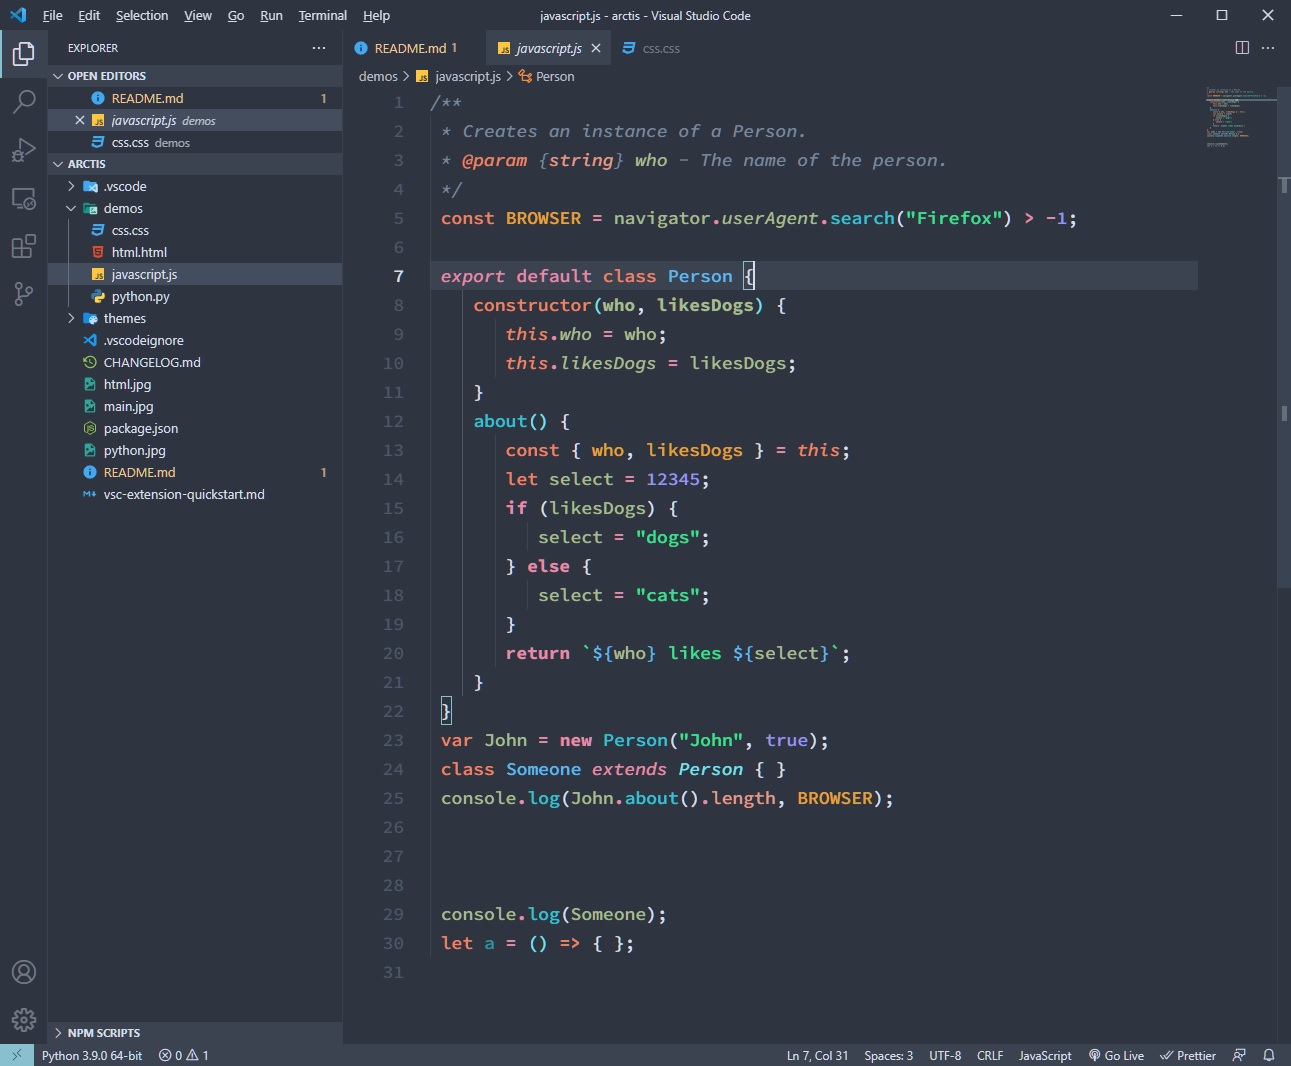 File Edit Selection View Go Run Terminal Help javascript.js - arctis - Visual Studio Code
EXPLORER
OPEN EDITORS
README.md 1
javascript.js demos
css.css demos
ARCTIS
.vscode
demos
css.css
html.html
javascript.js
python.py
themes
.vscodeignore
CHANGELOG.md
html.jpg
main.jpg
package.json
python.jpg
README.md 1
vsc-extension-quickstart.md
NPM SCRIPTS
README.md 1 JS javascript.js css.css
demos > JS javascript.js > Person
1 /**
2 * Creates an instance of a Person.
3 * @param {string} who - The name of the person.
4 */
5 const BROWSER = navigator.userAgent.search("Firefox") > -1;
6
7 export default class Person {
8 constructor(who, likesDogs) {
9 this.who = who;
10 this.likesDogs = likesDogs;
11 }
12 about() {
13 const { who, likesDogs } = this;
14 let select = 12345;
15 if (likesDogs) {
16 select = "dogs";
17 } else {
18 select = "cats";
19 }
20 return `${who} likes ${select}`;
21 }
22 }
23 var John = new Person("John", true);
24 class Someone extends Person { }
25 console.log(John.about().length, BROWSER);
26
27
28
29 console.log(Someone);
30 let a = () => { };
31
Python 3.9.0 64-bit 0 1 Ln 7, Col 31 Spaces: 3 UTF-8 CRLF JavaScript Go Live Prettier